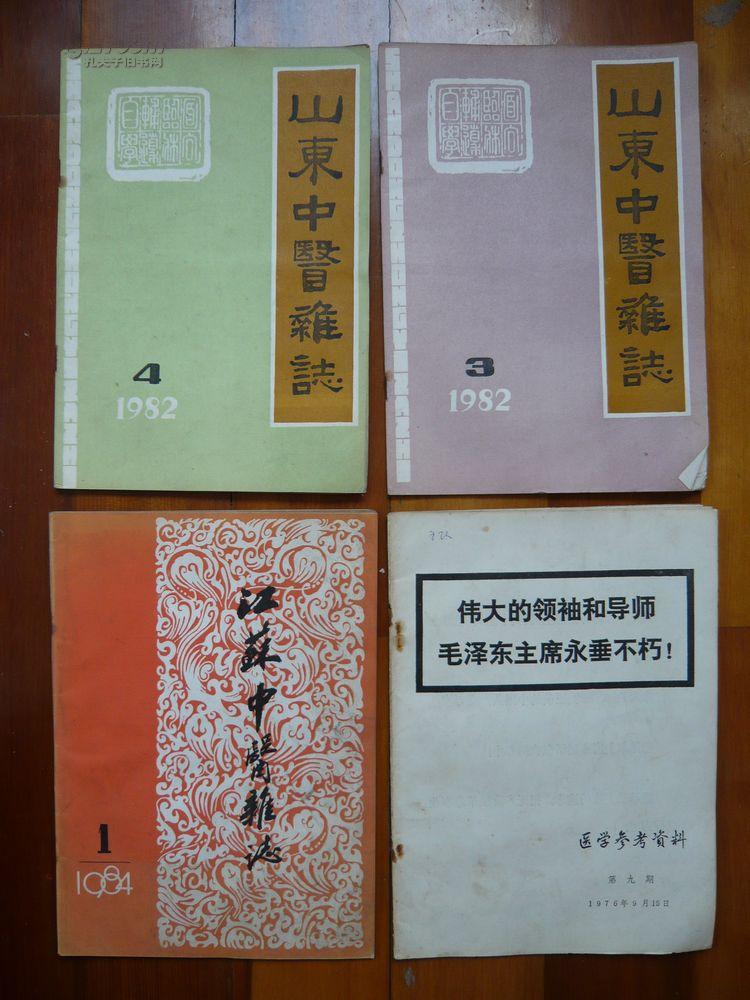 孔夫子旧书网
山東中醫雜誌
4
1982
山東中醫雜誌
3
1982
江蘇中醫雜誌
1
1984
伟大的领袖和导师
毛泽东主席永垂不朽！
医学参考资料
第九期
1976年9月15日